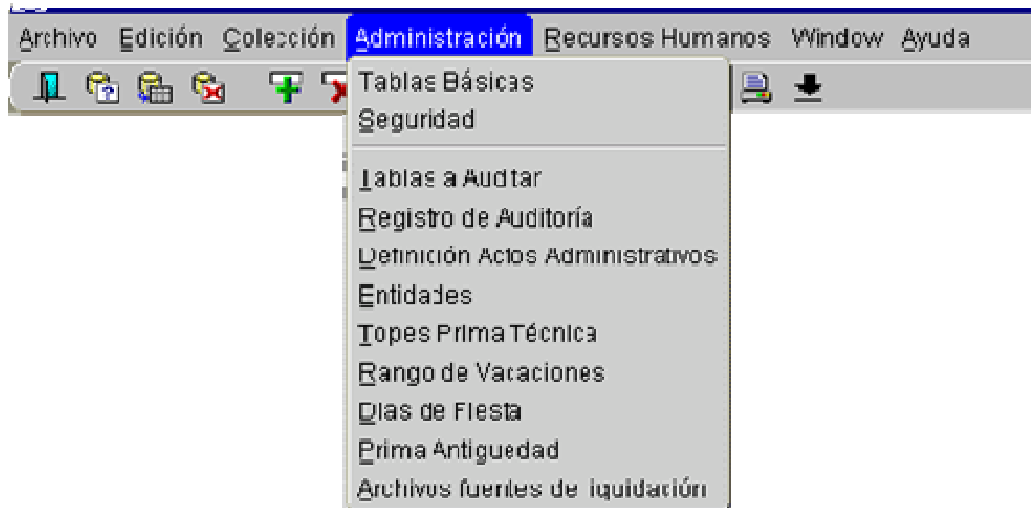 Archivo Edición Colección Administración Recursos Humanos Window Ayuda
Tablas Básicas
Seguridad
Tablas a Auditar
Registro de Auditoría
Definición Actos Administrativos
Entidades
Topes Prima Técnica
Rango de Vacaciones
Dias de Fiesta
Prima Antiguedad
Archivos fuentes de liquidación